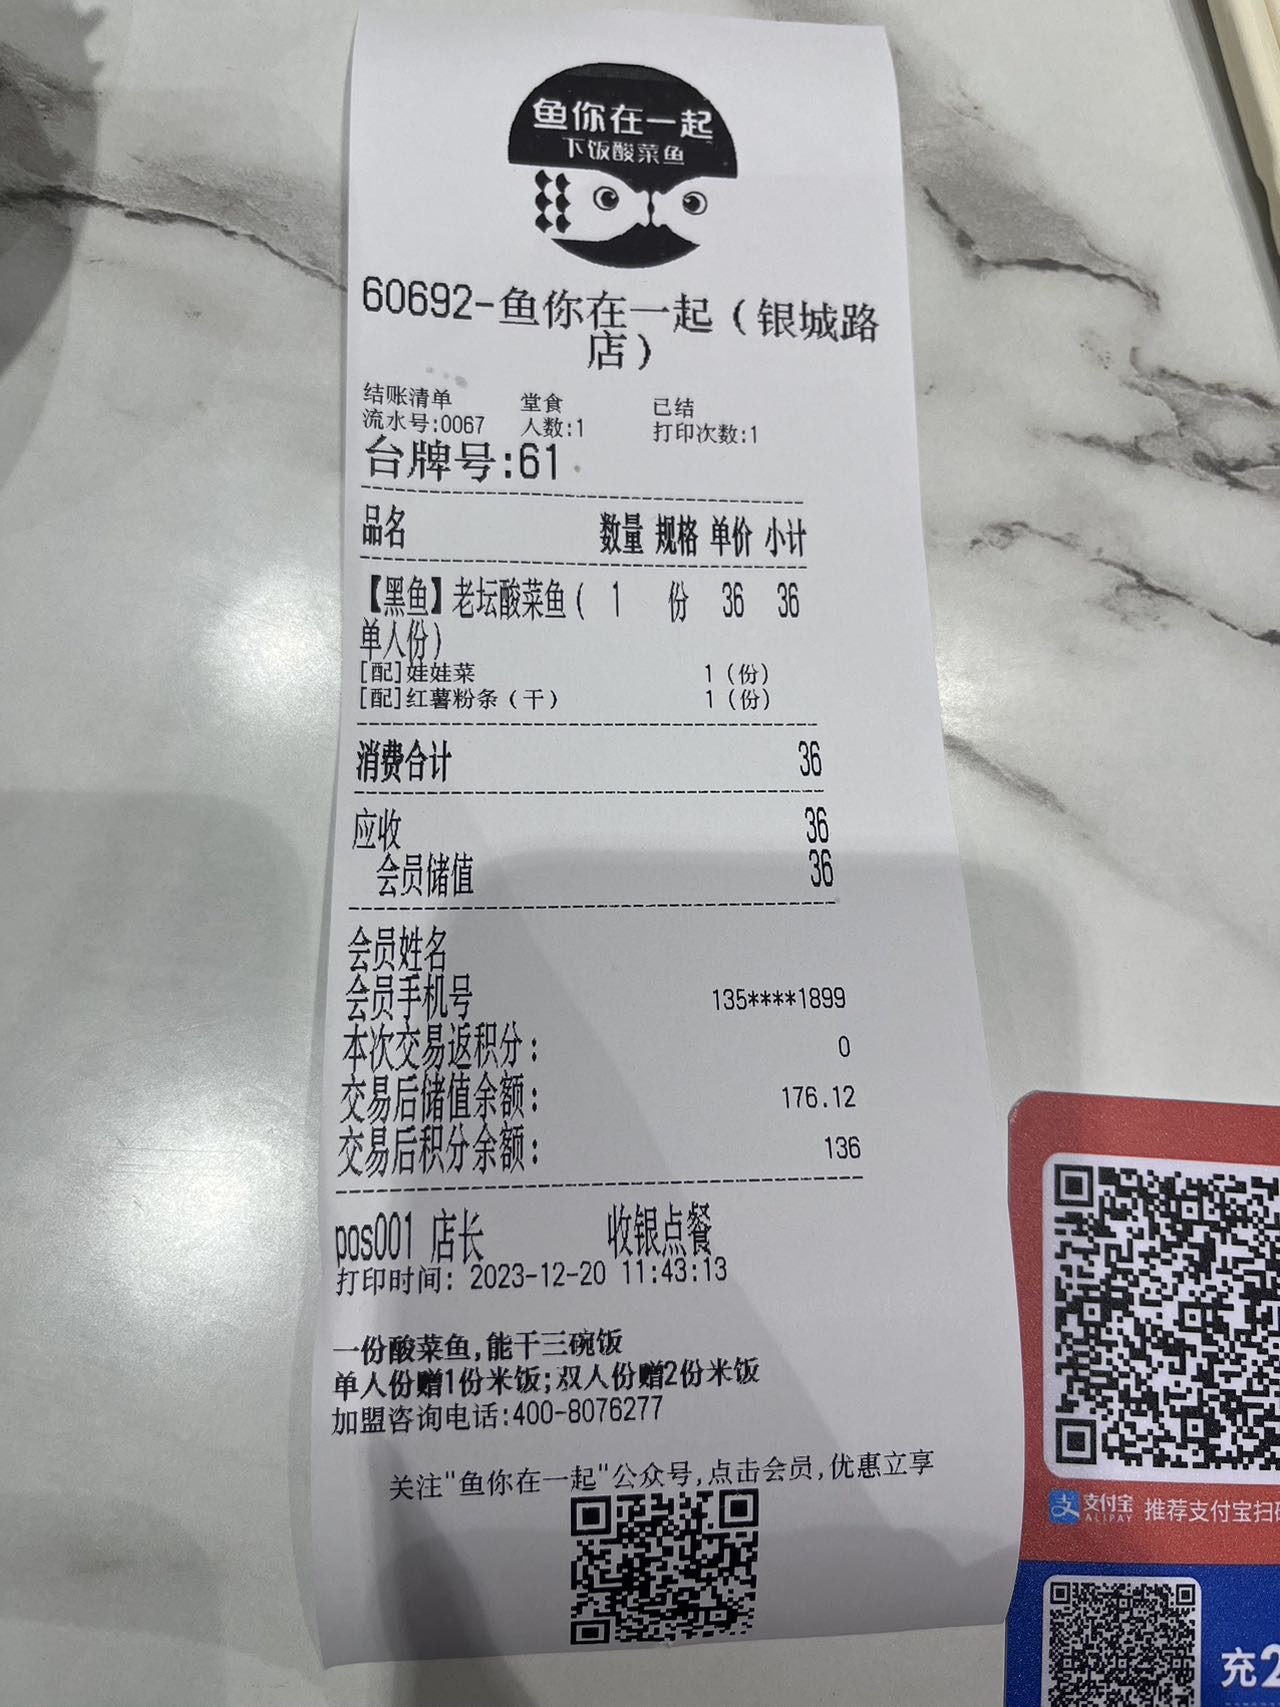 鱼你在一起
下饭酸菜鱼
60692-鱼你在一起（银城路
店）
结账清单 堂食 已结
流水号:0067 人数:1 打印次数:1
台牌号:61
品名 数量 规格 单价 小计
【黑鱼】老坛酸菜鱼( 1 份 36 36
单人份)
[配]娃娃菜 1（份）
[配]红薯粉条（干） 1（份）
消费合计 36
应收 36
会员储值 36
会员姓名
会员手机号 135****1899
本次交易返积分： 0
交易后储值余额： 176.12
交易后积分余额： 136
pos001 店长 收银点餐
打印时间: 2023-12-20 11:43:13
一份酸菜鱼,能干三碗饭
单人份赠1份米饭;双人份赠2份米饭
加盟咨询电话:400-8076277
关注"鱼你在一起"公众号,点击会员,优惠立享
支付宝 推荐支付宝扫
ALIPAY
充2